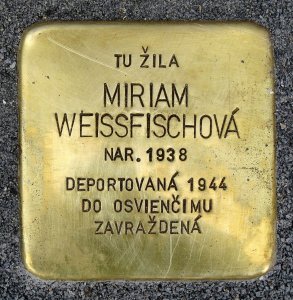 TU ŽILA
MIRIAM
WEISSFISCHOVÁ
NAR. 1938
DEPORTOVANÁ 1944
DO OSVIENČIMU
ZAVRAŽDENÁ